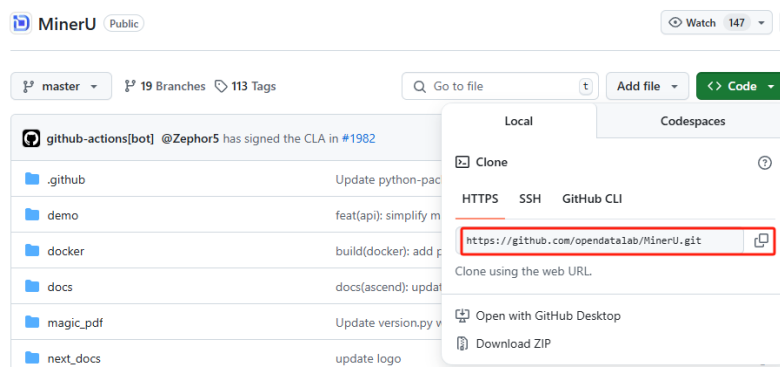 MinerU Public
Watch 147
master 19 Branches 113 Tags
Go to file t
Add file
<> Code
github-actions[bot] @Zephor5 has signed the CLA in #1982
.github Update python-pac
demo feat(api): simplify m
docker build(docker): add p
docs docs(ascend): updat
magic_pdf Update version.py w
next_docs update logo
Local Codespaces
Clone
HTTPS SSH GitHub CLI
https://github.com/opendatalab/MinerU.git
Clone using the web URL.
Open with GitHub Desktop
Download ZIP